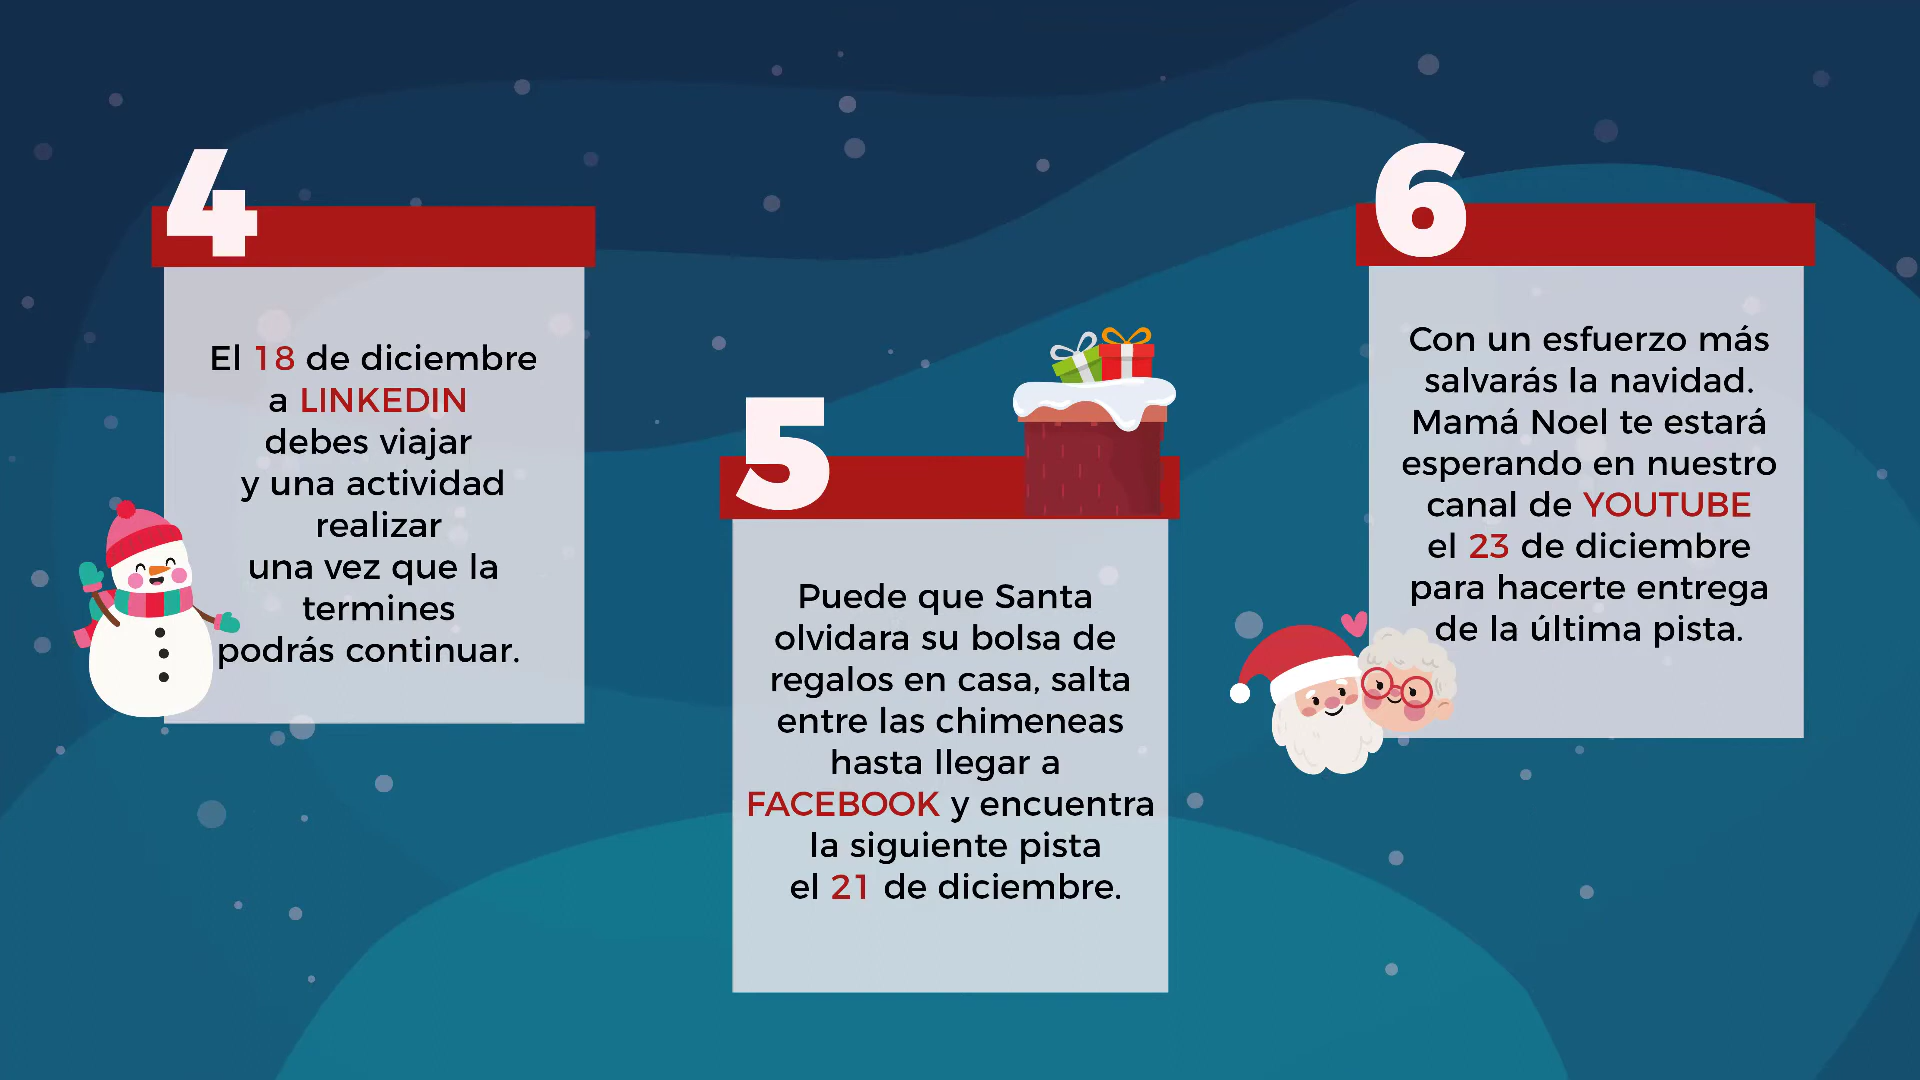 4
El 18 de diciembre
a LINKEDIN
debes viajar
y una actividad
realizar
una vez que la
termines
podrás continuar.
5
Puede que Santa
olvidara su bolsa de
regalos en casa, salta
entre las chimeneas
hasta llegar a
FACEBOOK y encuentra
la siguiente pista
el 21 de diciembre.
6
Con un esfuerzo más
salvarás la navidad.
Mamá Noel te estará
esperando en nuestro
canal de YOUTUBE
el 23 de diciembre
para hacerte entrega
de la última pista.